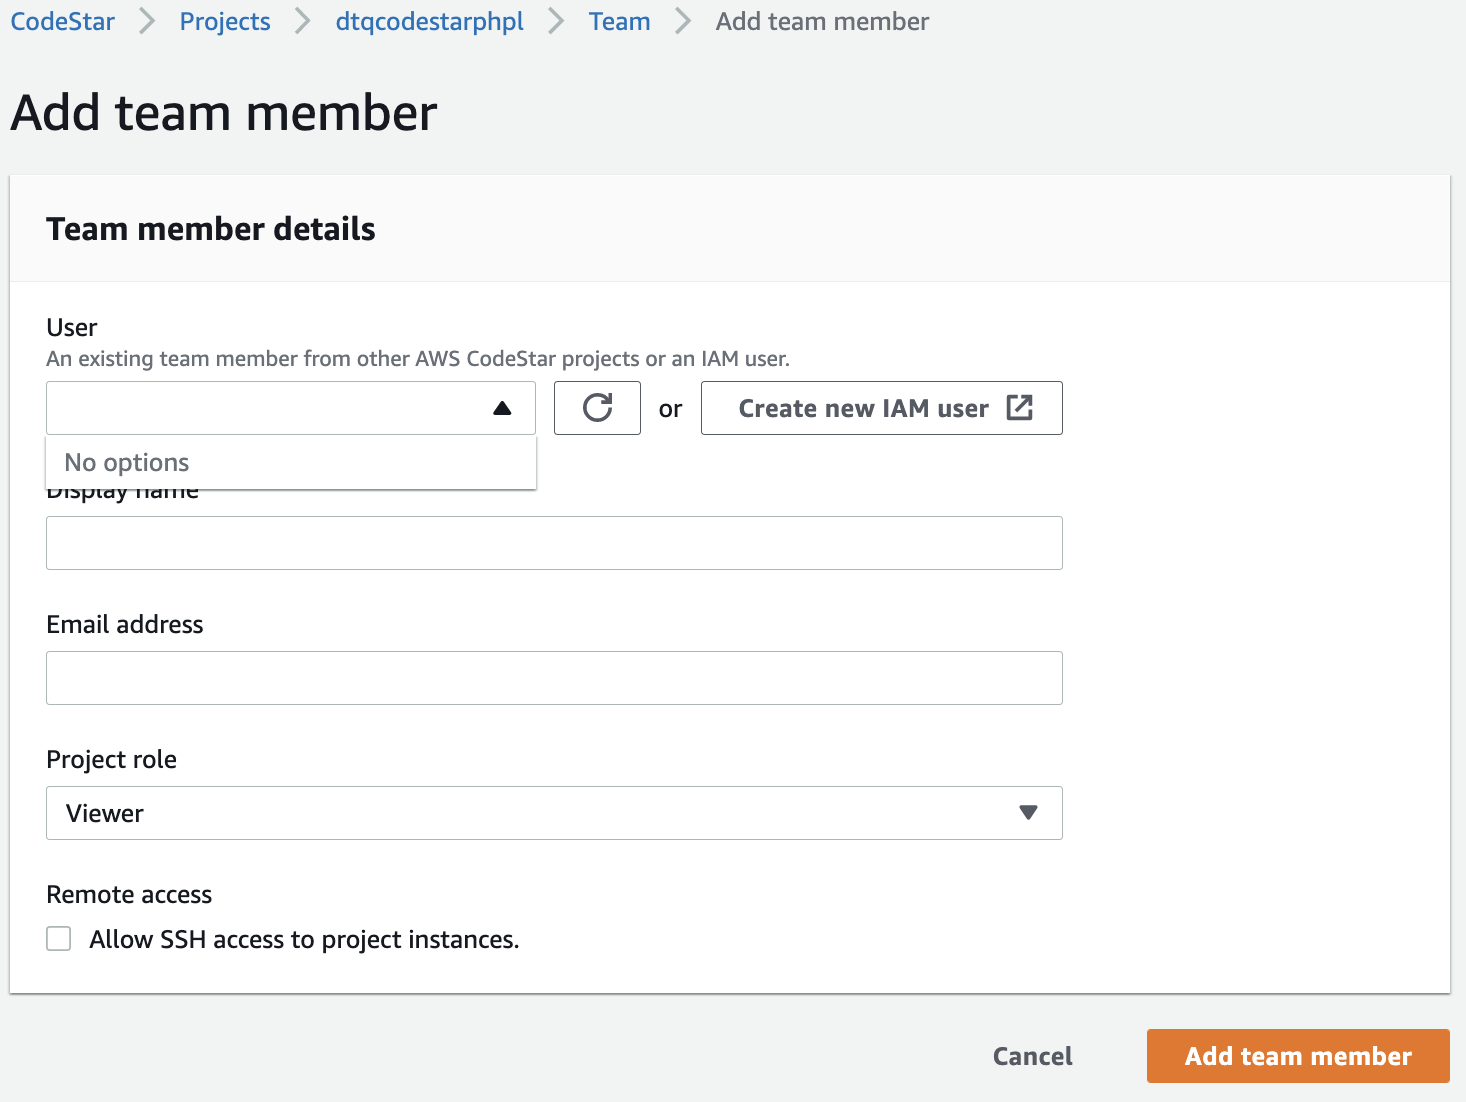 CodeStar > Projects > dtqcodestarphpl > Team > Add team member
Add team member
Team member details
User
An existing team member from other AWS CodeStar projects or an IAM user.
or Create new IAM user
No options
Display name
Email address
Project role
Viewer
Remote access
Allow SSH access to project instances.
Cancel Add team member